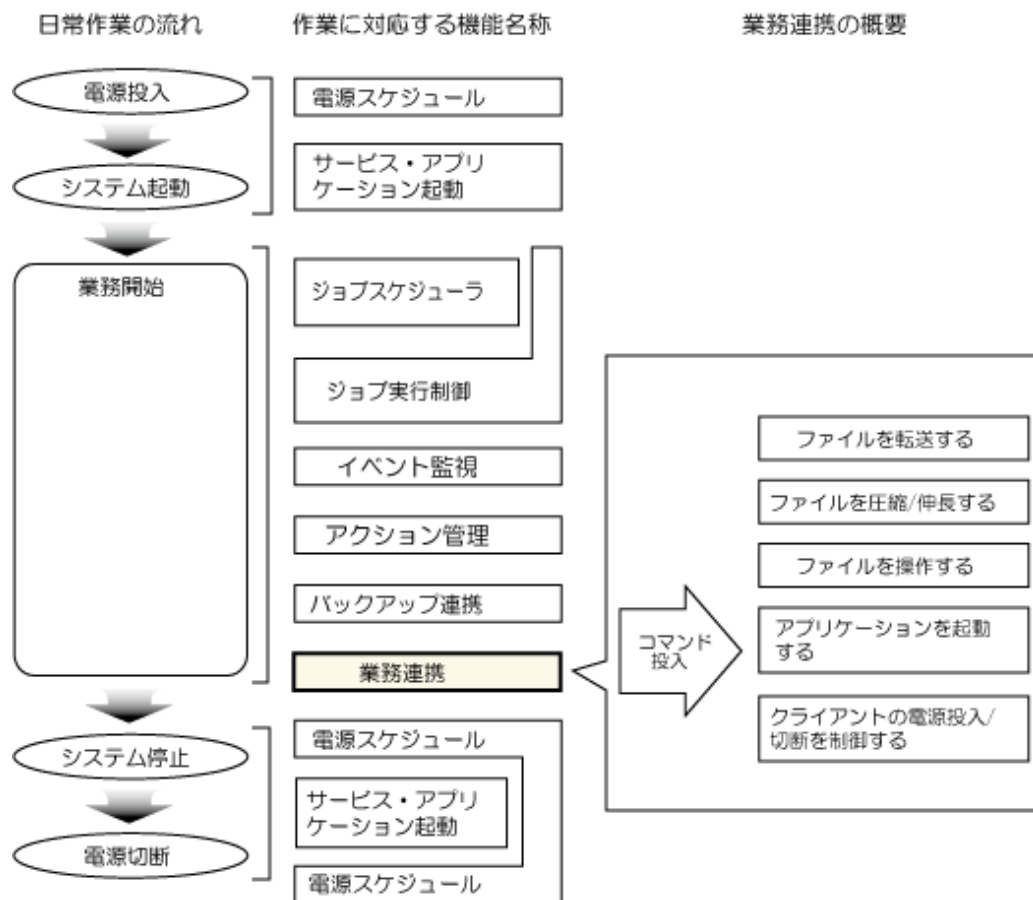 日常作業の流れ
作業に対応する機能名称
業務連携の概要
電源投入
システム起動
業務開始
システム停止
電源切断
電源スケジュール
サービス・アプリ
ケーション起動
ジョブスケジューラ
ジョブ実行制御
イベント監視
アクション管理
バックアップ連携
業務連携
電源スケジュール
サービス・アプリ
ケーション起動
電源スケジュール
コマンド
投入
ファイルを転送する
ファイルを圧縮/伸長する
ファイルを操作する
アプリケーションを起動
する
クライアントの電源投入/
切断を制御する